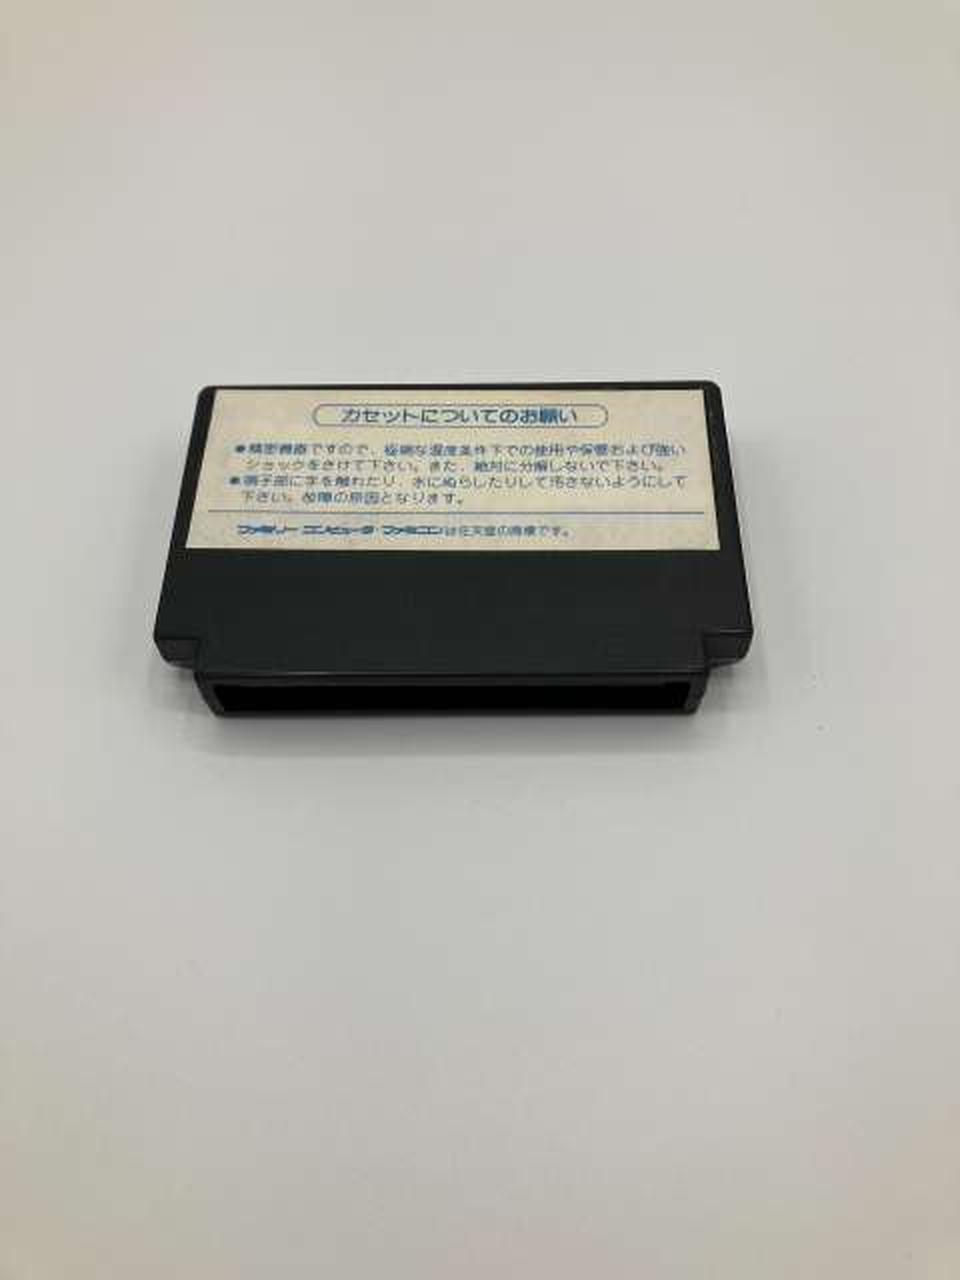 カセットについてのお願い
●精密機器ですので、極端な温度条件下での使用や保管および強い
ショックをさけて下さい。また、絶対に分解しないで下さい。
●端子部に手を触れたり、水にぬらしたりして汚さないようにして
下さい。故障の原因となります。
ファミリー コンピュータ ファミコンは任天堂の商標です。